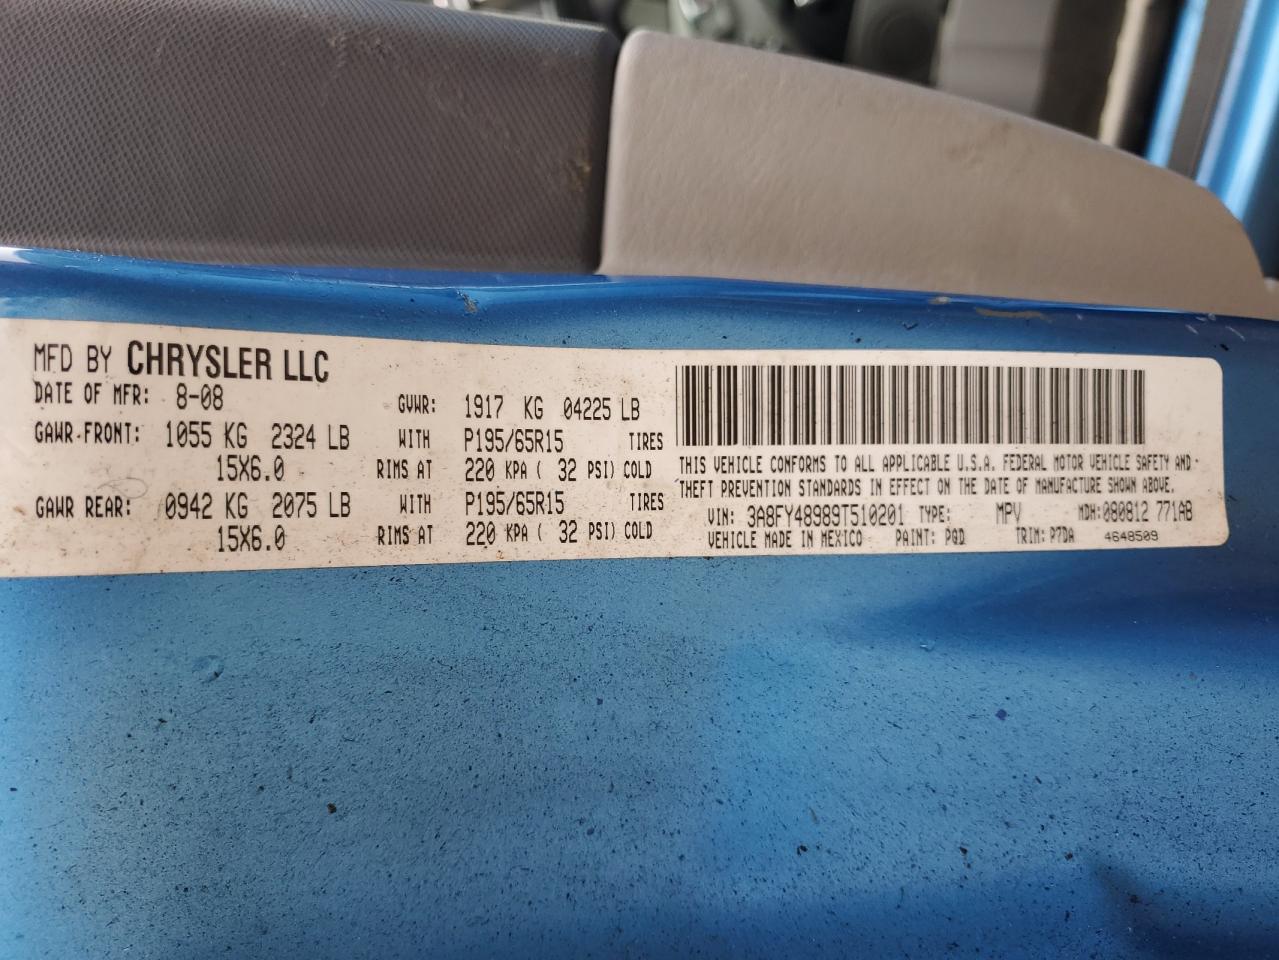 MFD BY CHRYSLER LLC
DATE OF MFR: 8-08 GVWR: 1917 KG 04225 LB
GAWR FRONT: 1055 KG 2324 LB WITH P195/65R15 TIRES
15X6.0 RIMS AT 220 KPA ( 32 PSI) COLD
GAWR REAR: 0942 KG 2075 LB WITH P195/65R15 TIRES
15X6.0 RIMS AT 220 KPA ( 32 PSI) COLD
THIS VEHICLE CONFORMS TO ALL APPLICABLE U.S.A. FEDERAL MOTOR VEHICLE SAFETY AND
THEFT PREVENTION STANDARDS IN EFFECT ON THE DATE OF MANUFACTURE SHOWN ABOVE.
VIN: 3A8FY48989T510201 TYPE: MPV MDH:080812 771AB
VEHICLE MADE IN MEXICO PAINT: PQD TRIM: P7DA 4648509